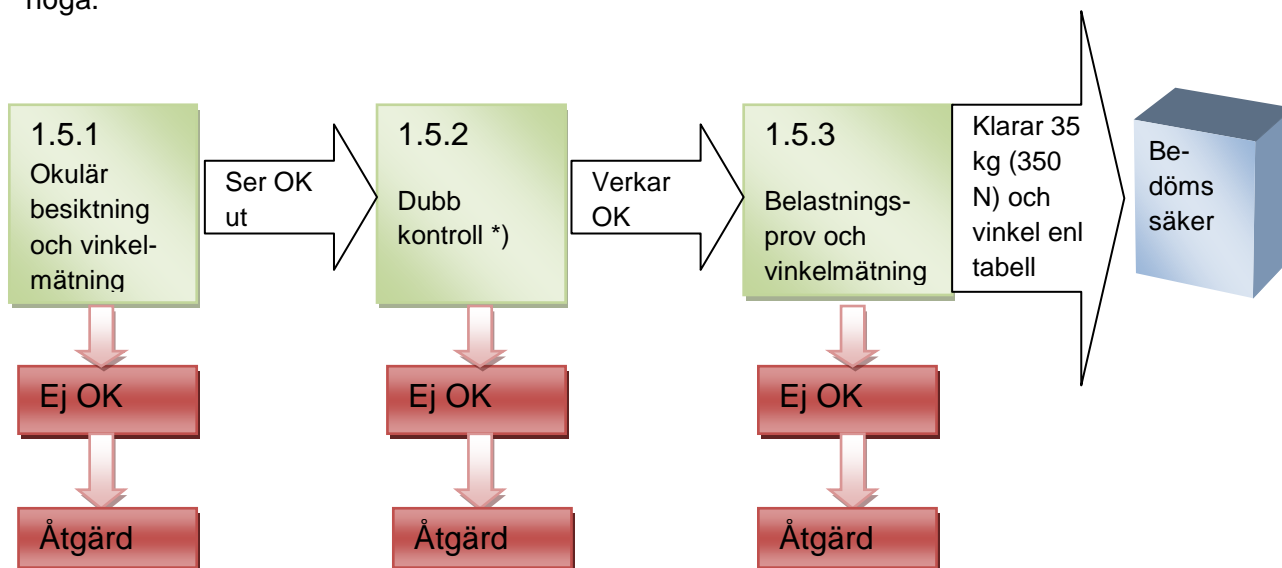 höga.
1.5.1
Okulär
besiktning
och vinkel-
mätning
Ser OK
ut
1.5.2
Dubb
kontroll *)
Verkar
OK
1.5.3
Belastnings-
prov och
vinkelmätning
Klarar 35
kg (350
N) och
vinkel enl
tabell
Be-
döms
säker
Ej OK
Ej OK
Ej OK
Åtgärd
Åtgärd
Åtgärd